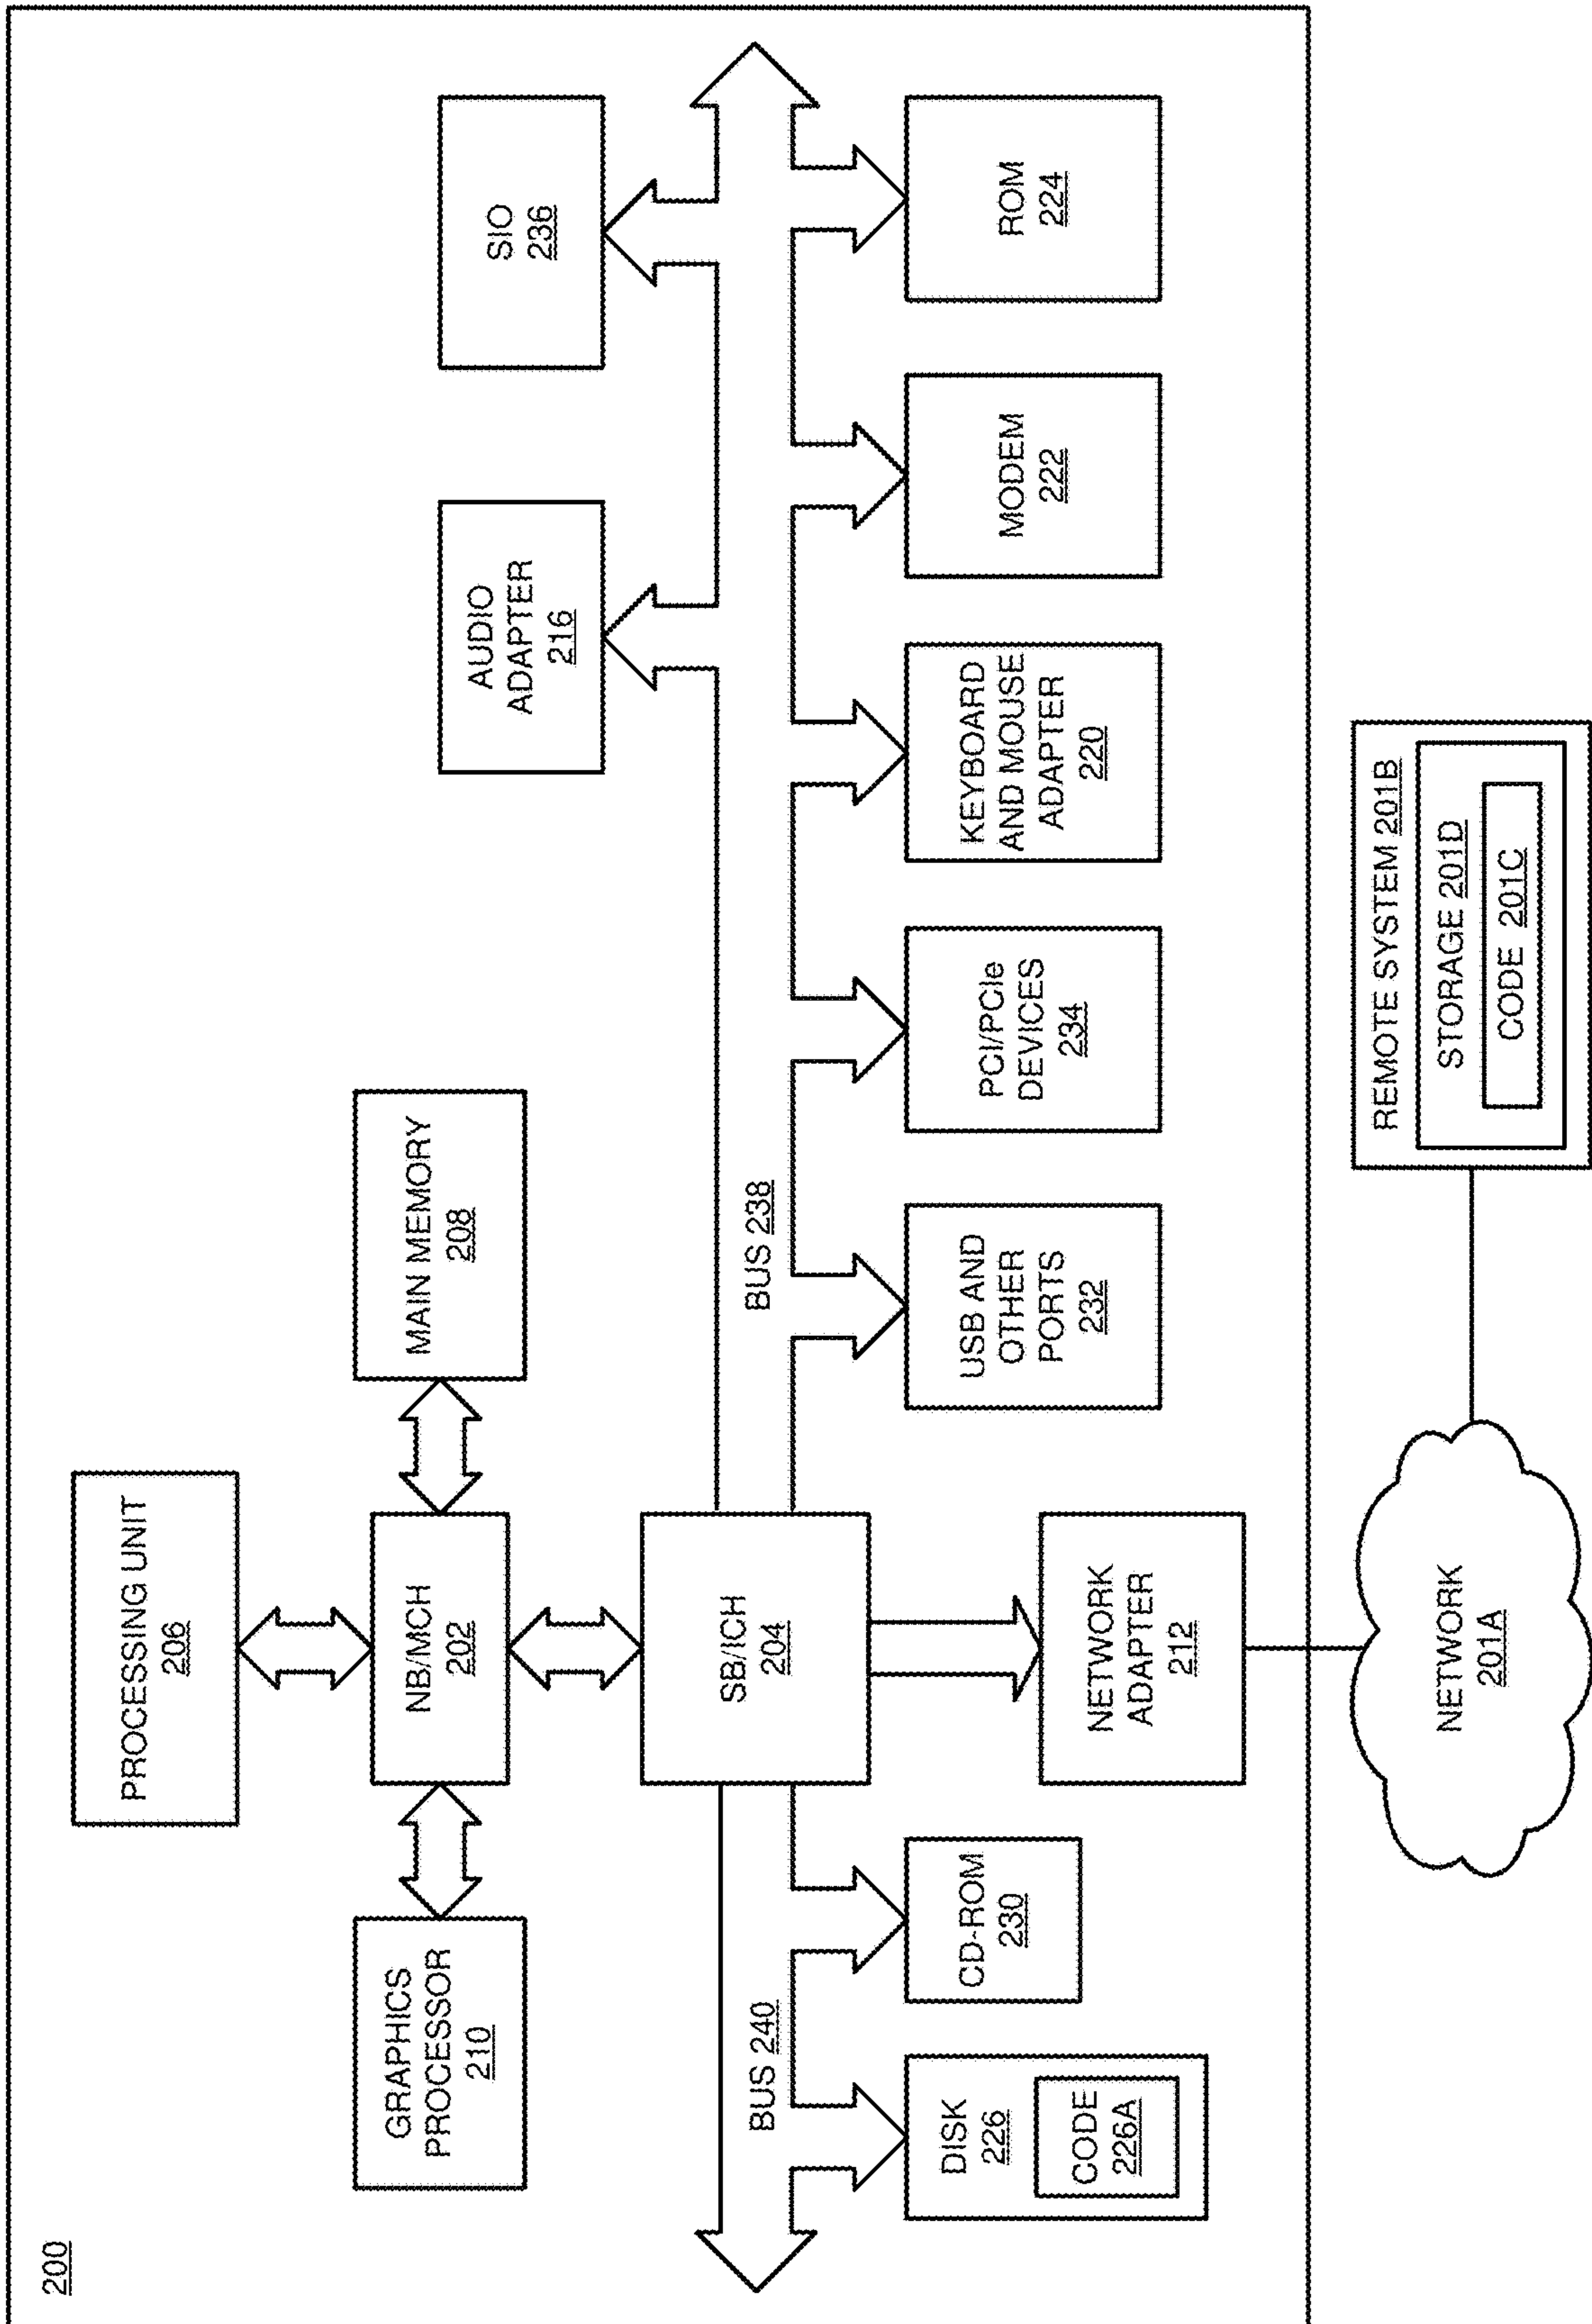 200
PROCESSING UNIT
206
GRAPHICS
PROCESSOR
210
NB/MCH
202
MAIN MEMORY
208
AUDIO
ADAPTER
216
SIO
236
SB/ICH
204
BUS 240
BUS 238
DISK
226
CODE
226A
CD-ROM
230
NETWORK
ADAPTER
212
USB AND
OTHER
PORTS
232
PCI/PCIe
DEVICES
234
KEYBOARD
AND MOUSE
ADAPTER
220
MODEM
222
ROM
224
NETWORK
201A
REMOTE SYSTEM 201B
STORAGE 201D
CODE 201C